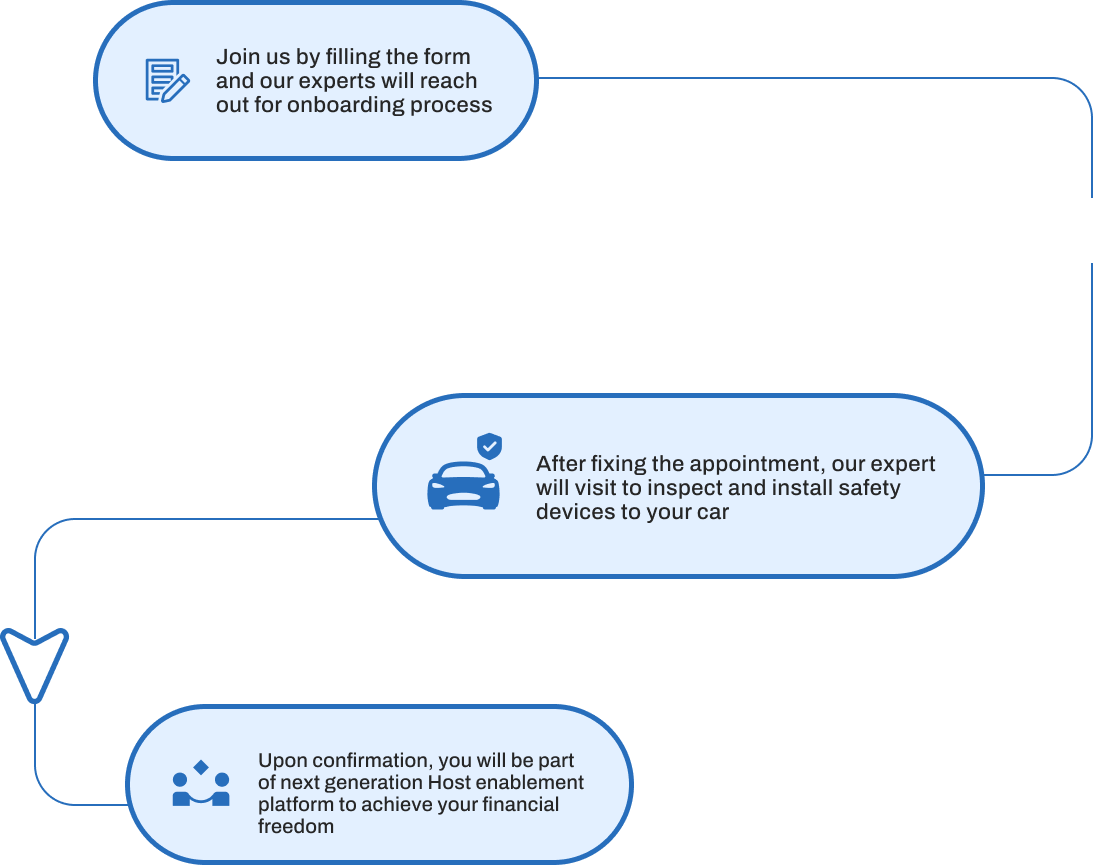 Join us by filling the form
and our experts will reach
out for onboarding process
After fixing the appointment, our expert
will visit to inspect and install safety
devices to your car
Upon confirmation, you will be part
of next generation Host enablement
platform to achieve your financial
freedom